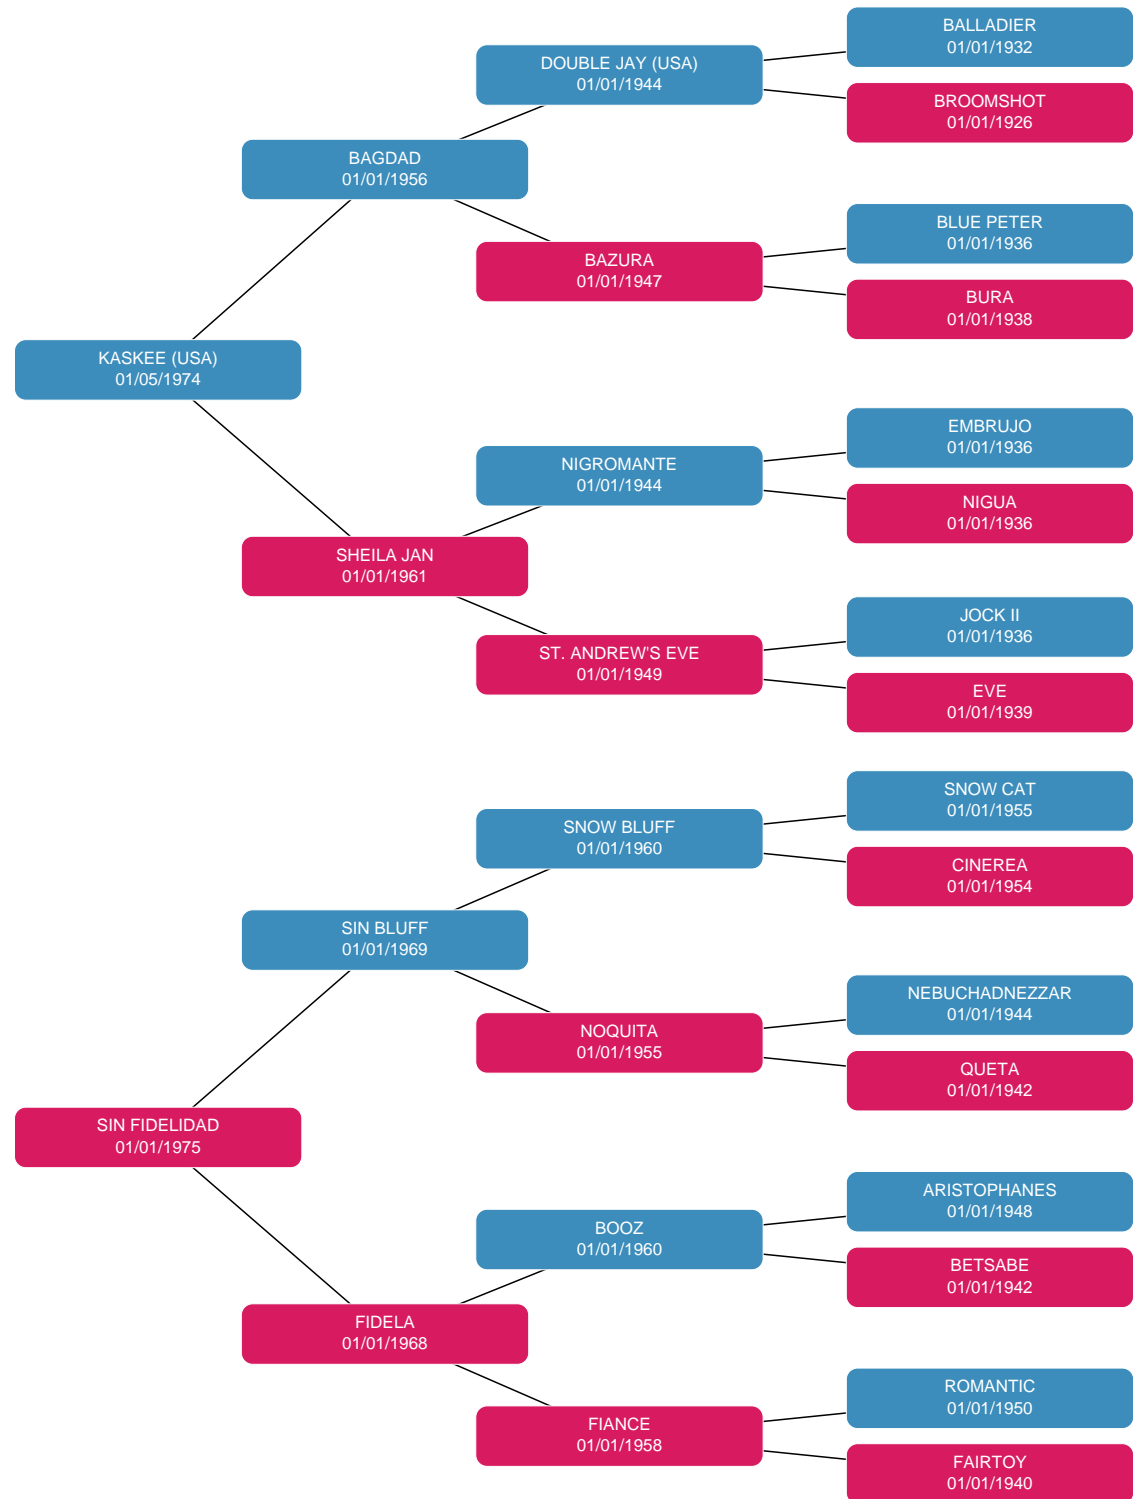 BALLADIER
01/01/1932
DOUBLE JAY (USA)
01/01/1944
BROOMSHOT
01/01/1926
BAGDAD
01/01/1956
BLUE PETER
01/01/1936
BAZURA
01/01/1947
BURA
01/01/1938
KASKEE (USA)
01/05/1974
EMBRUJO
01/01/1936
NIGROMANTE
01/01/1944
NIGUA
01/01/1936
SHEILA JAN
01/01/1961
JOCK II
01/01/1936
ST. ANDREW'S EVE
01/01/1949
EVE
01/01/1939
SNOW CAT
01/01/1955
SNOW BLUFF
01/01/1960
CINEREA
01/01/1954
SIN BLUFF
01/01/1969
NEBUCHADNEZZAR
01/01/1944
NOQUITA
01/01/1955
QUETA
01/01/1942
SIN FIDELIDAD
01/01/1975
ARISTOPHANES
01/01/1948
BOOZ
01/01/1960
BETSABE
01/01/1942
FIDELA
01/01/1968
ROMANTIC
01/01/1950
FIANCE
01/01/1958
FAIRTOY
01/01/1940